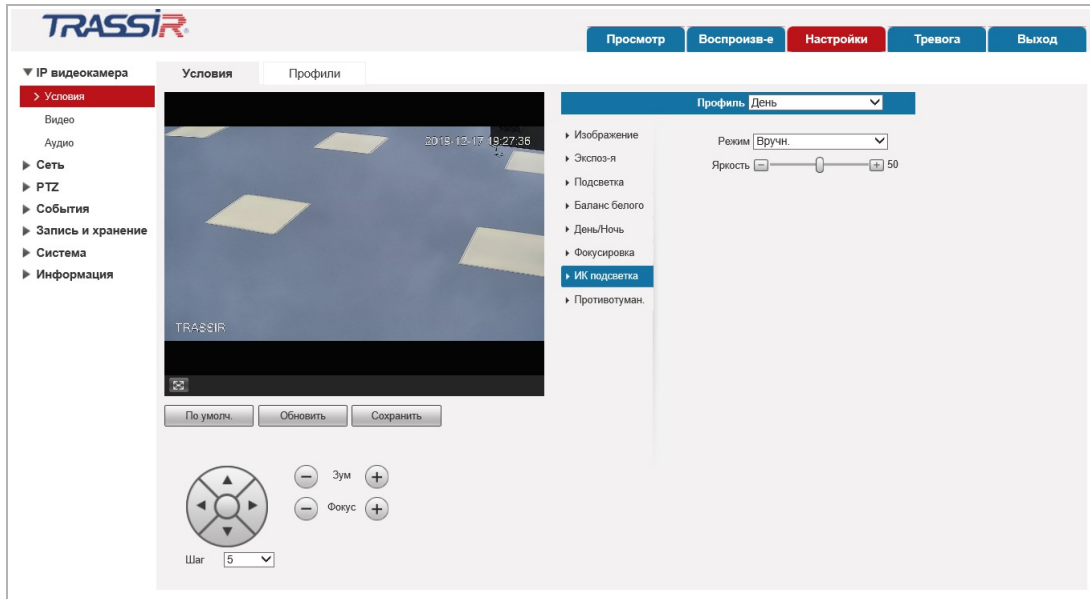 TRASSIR
Просмотр
Воспроизв-е
Настройки
Тревога
Выход
IP видеокамера
Условия
Видео
Аудио
Сеть
PTZ
События
Запись и хранение
Система
Информация
Условия
Профили
2019-12-17 19:27:36
TRASSIR
По умолч.
Обновить
Сохранить
Зум
Фокус
Шаг 5
Профиль День
Изображение
Экспоз-я
Подсветка
Баланс белого
День/Ночь
Фокусировка
ИК подсветка
Противотуман.
Режим Вручн.
Яркость 50